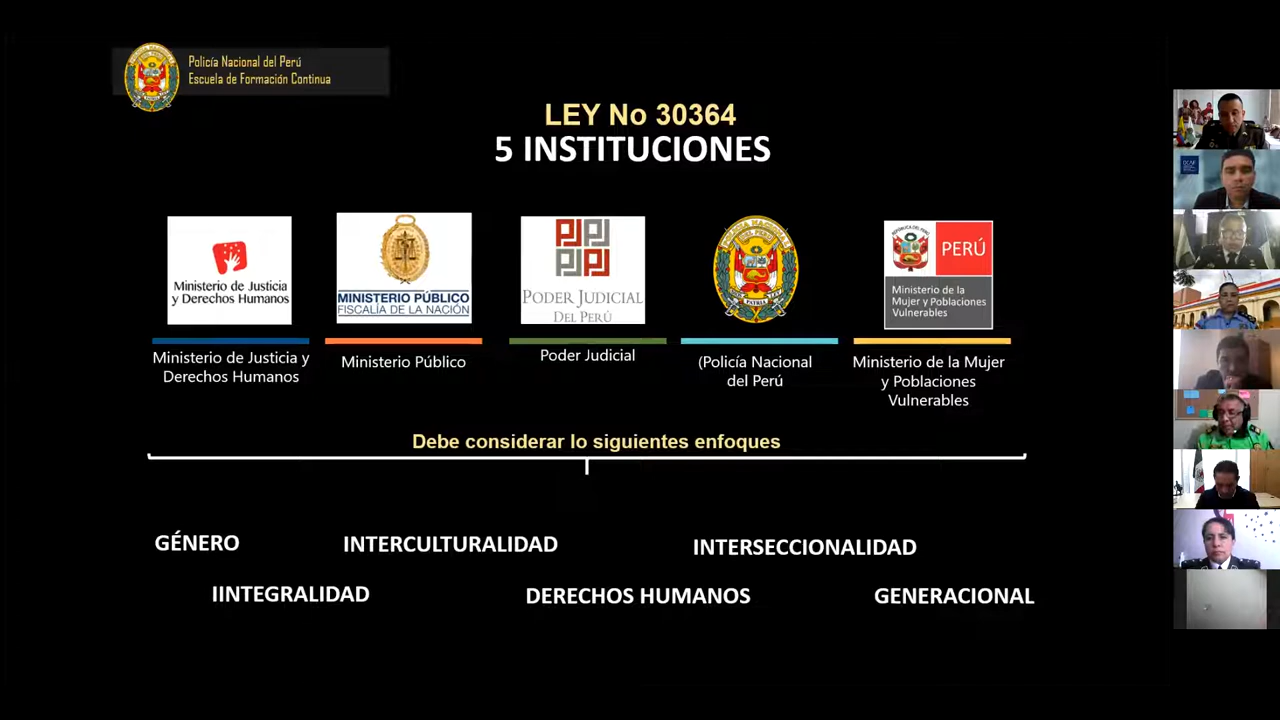 Policía Nacional del Perú
Escuela de Formación Continua
LEY No 30364
5 INSTITUCIONES
Ministerio de Justicia
y Derechos Humanos
MINISTERIO PÚBLICO
FISCALÍA DE LA NACIÓN
PODER JUDICIAL
DEL PERÚ
REPÚBLICA DEL PERÚ
PERÚ
Ministerio de la
Mujer y Poblaciones
Vulnerables
Ministerio de Justicia y
Derechos Humanos
Ministerio Público
Poder Judicial
(Policía Nacional
del Perú
Ministerio de la Mujer
y Poblaciones
Vulnerables
Debe considerar lo siguientes enfoques
GÉNERO
INTERCULTURALIDAD
INTERSECCIONALIDAD
IINTEGRALIDAD
DERECHOS HUMANOS
GENERACIONAL